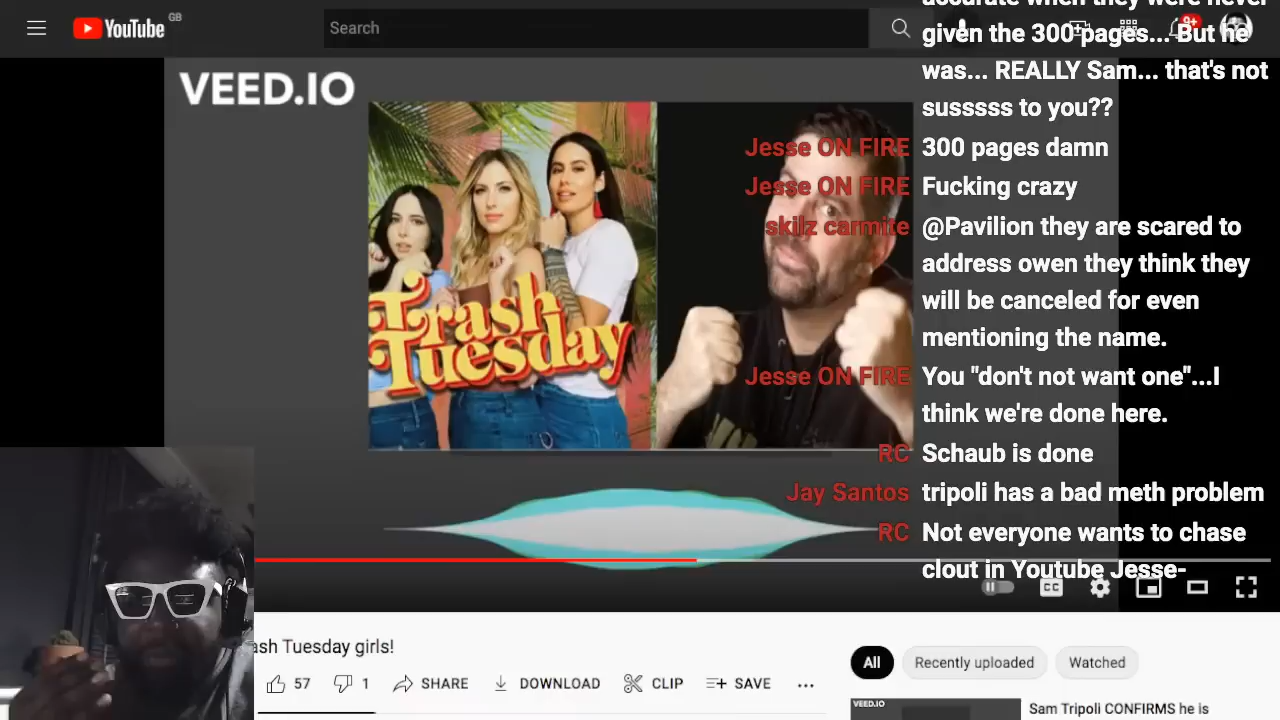 YouTube GB
Search
9+
VEED.IO
accurate when they were never
given the 300 pages... But he
was... REALLY Sam... that's not
susssss to you??
Jesse ON FIRE 300 pages damn
Jesse ON FIRE Fucking crazy
skilz carmite @Pavilion they are scared to
address owen they think they
will be canceled for even
mentioning the name.
Jesse ON FIRE You "don't not want one"...I
think we're done here.
RC Schaub is done
Jay Santos tripoli has a bad meth problem
RC Not everyone wants to chase
clout in Youtube Jesse-
Trash
Tuesday
CC
ash Tuesday girls!
57 1 SHARE DOWNLOAD CLIP SAVE ...
All Recently uploaded Watched
VEED.IO
Sam Tripoli CONFIRMS he is